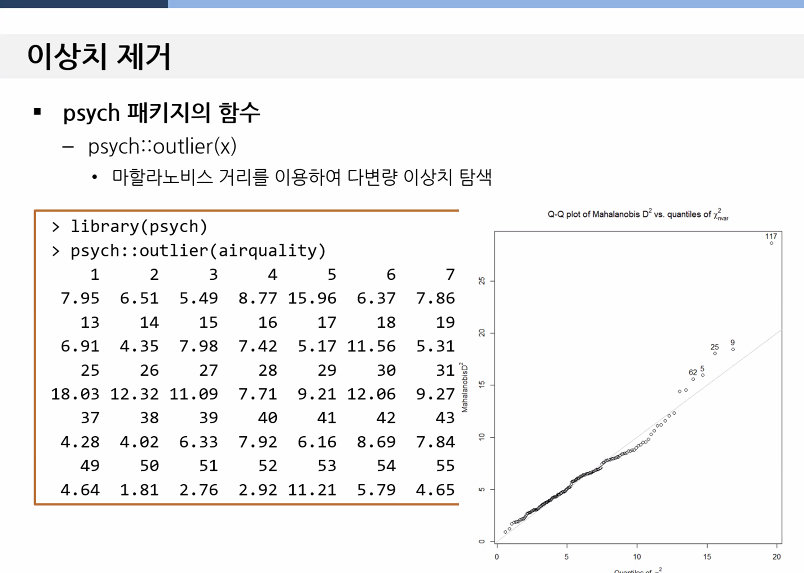 이상치 제거
▪ psych 패키지의 함수
– psych::outlier(x)
• 마할라노비스 거리를 이용하여 다변량 이상치 탐색
> library(psych)
> psych::outlier(airquality)
1 2 3 4 5 6 7
7.95 6.51 5.49 8.77 15.96 6.37 7.86
13 14 15 16 17 18 19
6.91 4.35 7.98 7.42 5.17 11.56 5.31
25 26 27 28 29 30 31
18.03 12.32 11.09 7.71 9.21 12.06 9.27
37 38 39 40 41 42 43
4.28 4.02 6.33 7.92 6.16 8.69 7.84
49 50 51 52 53 54 55
4.64 1.81 2.76 2.92 11.21 5.79 4.65
Q-Q plot of Mahalanobis D² vs. quantiles of χ²nvar
117
9
25
5
62
MahalanobisD²
25
20
15
10
5
0
0 5 10 15 20
Quantiles of χ²